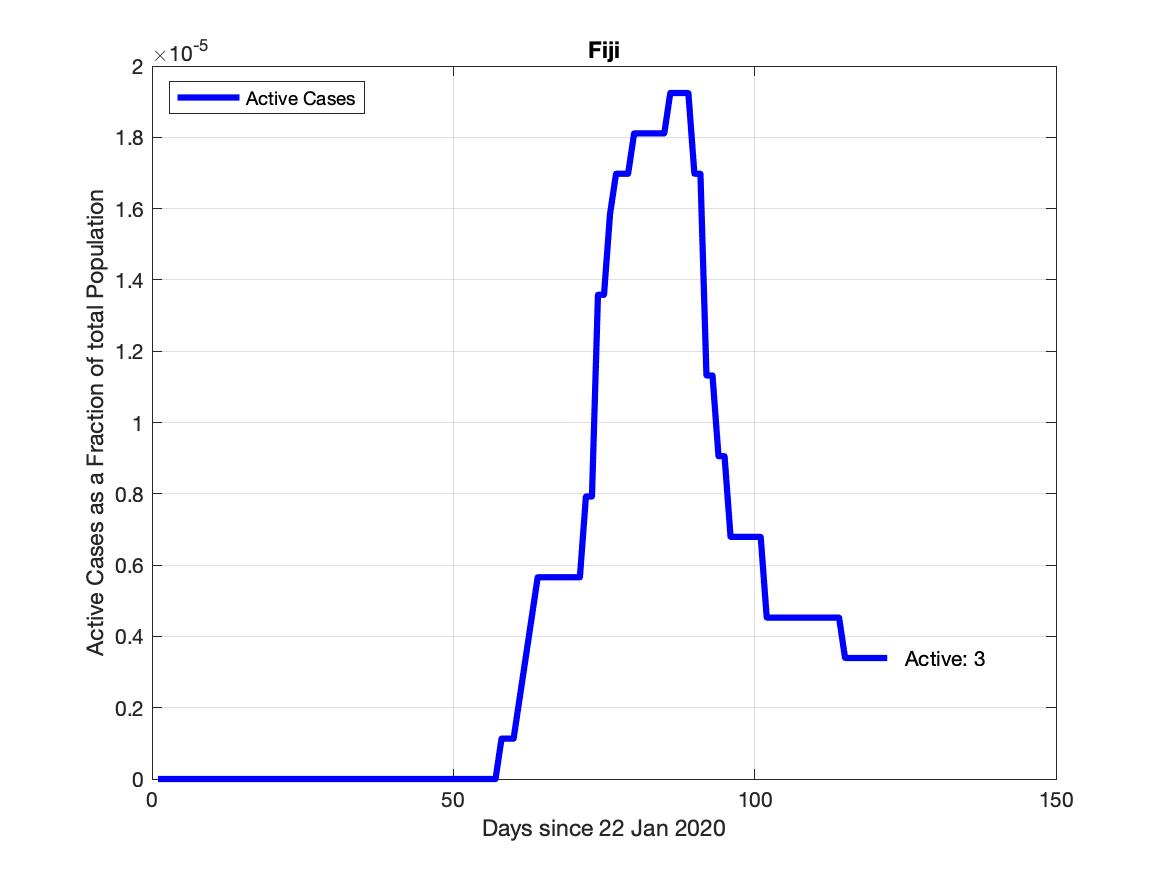 Fiji
×10-5
Active Cases
2
1.8
1.6
1.4
1.2
1
0.8
0.6
0.4
0.2
0
Active Cases as a Fraction of total Population
Active: 3
0 50 100 150
Days since 22 Jan 2020